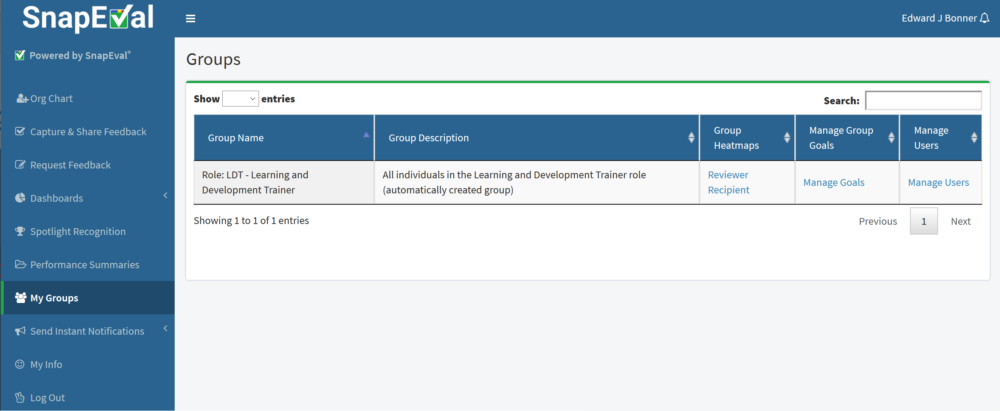 SnapEval
Edward J Bonner
Powered by SnapEval®
Org Chart
Capture & Share Feedback
Request Feedback
Dashboards
Spotlight Recognition
Performance Summaries
My Groups
Send Instant Notifications
My Info
Log Out
Groups
Show entries
Search:
Group Name
Group Description
Group
Heatmaps
Manage Group
Goals
Manage
Users
Role: LDT - Learning and
Development Trainer
All individuals in the Learning and Development Trainer role
(automatically created group)
Reviewer
Recipient
Manage Goals
Manage Users
Showing 1 to 1 of 1 entries
Previous 1 Next